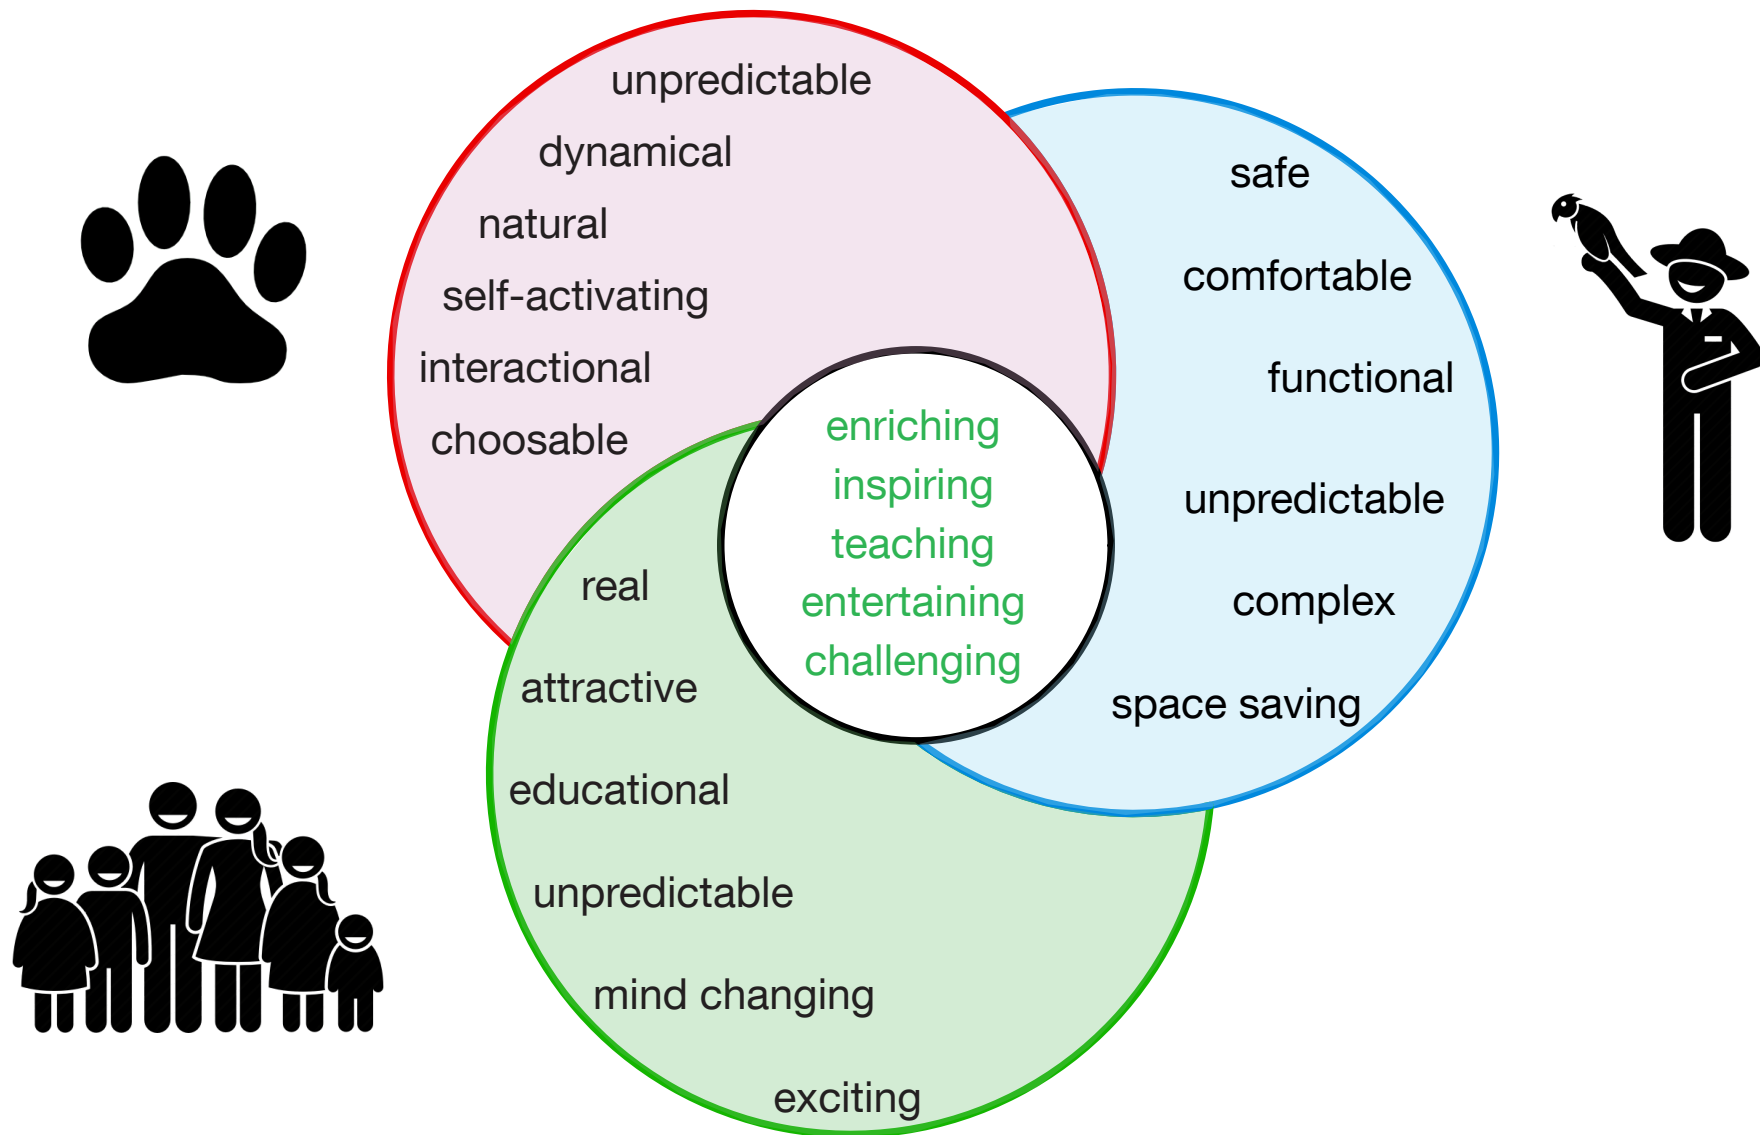 unpredictable
dynamical
natural
self-activating
interactional
choosable
safe
comfortable
functional
unpredictable
complex
space saving
enriching
inspiring
teaching
entertaining
challenging
real
attractive
educational
unpredictable
mind changing
exciting